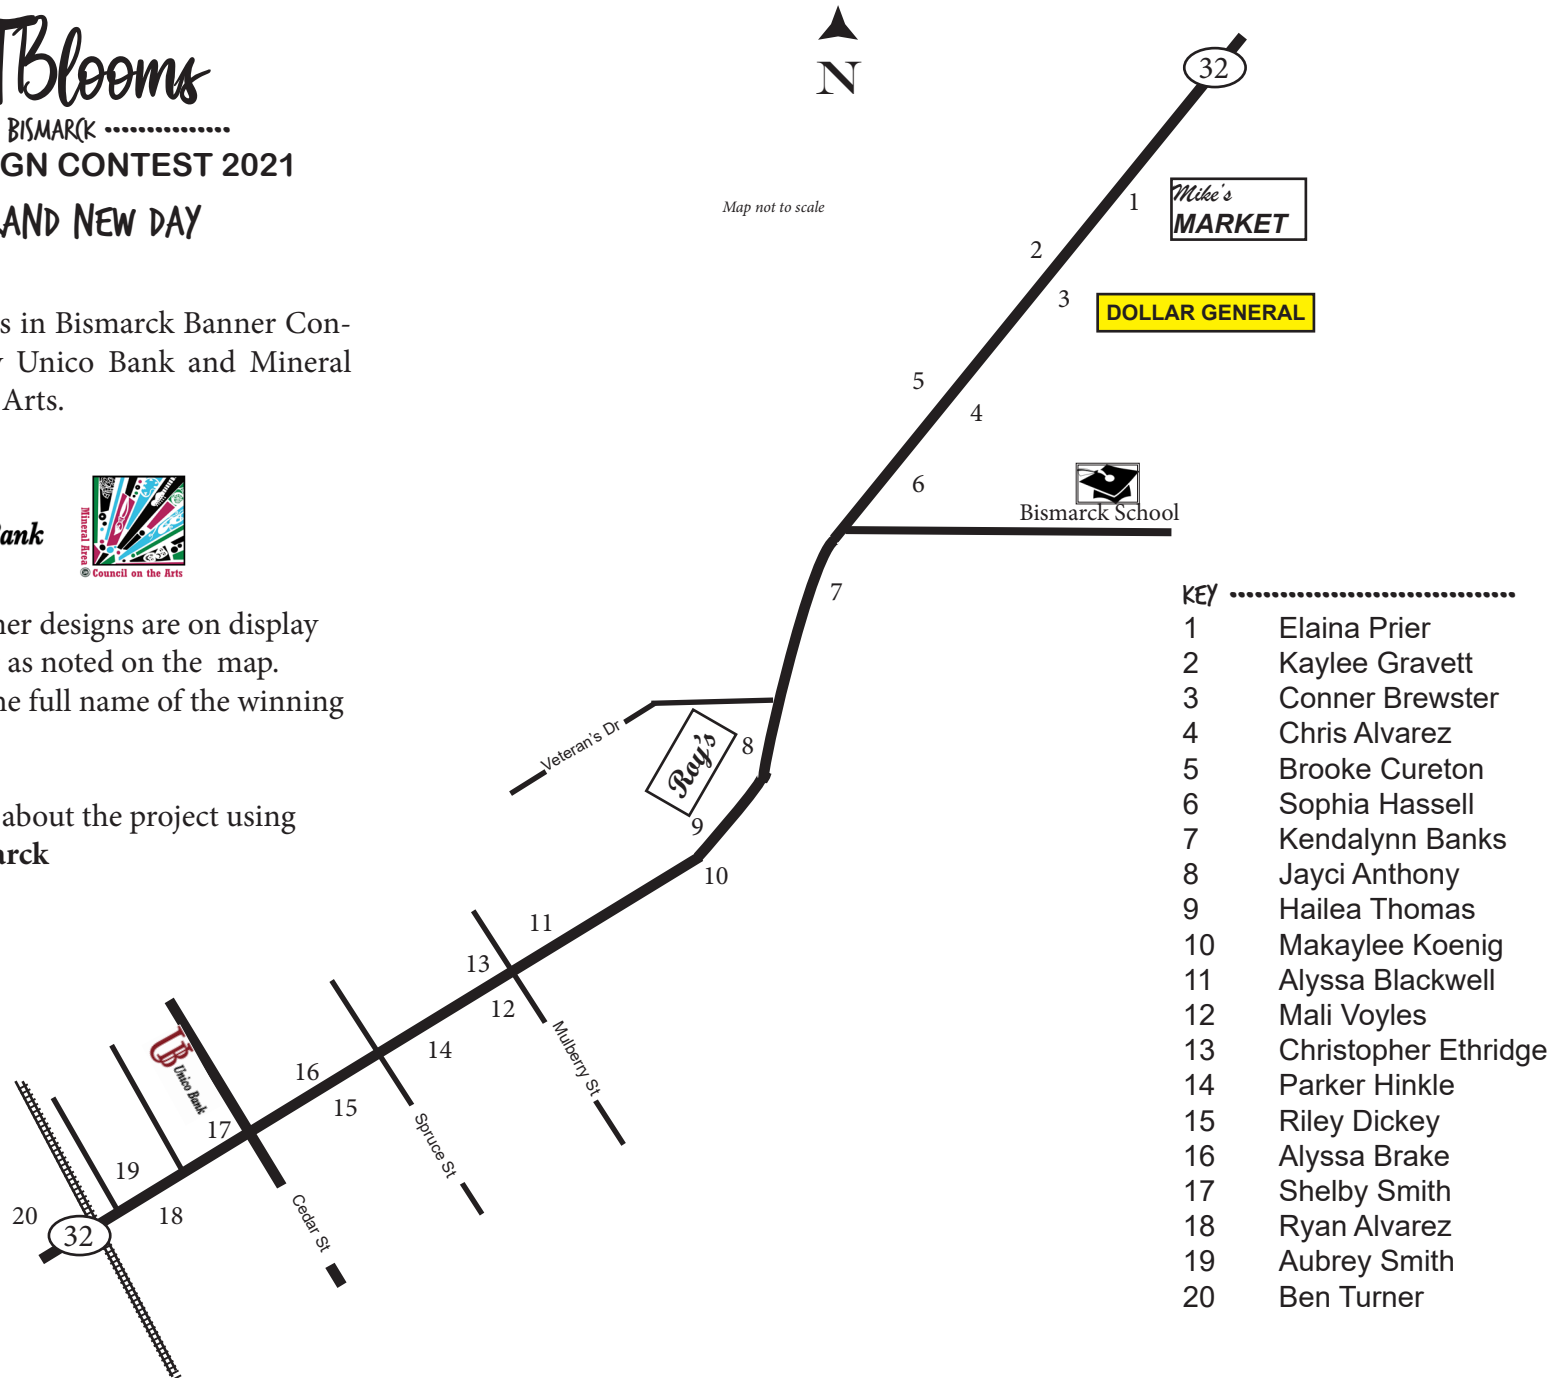 Blooms
BISMARCK
GN CONTEST 2021
AND NEW DAY
s in Bismarck Banner Con-
Unico Bank and Mineral
Arts.
Bank
Mineral Area
Council on the Arts
ner designs are on display
as noted on the map.
he full name of the winning
about the project using
arck
N
Map not to scale
32
1
Mike's
MARKET
2
3
DOLLAR GENERAL
5
4
6
Bismarck School
7
Veteran's Dr
Roy's
8
9
10
11
13
12
Mulberry St
14
16
15
Spruce St
UB
Unico Bank
17
Cedar St
19
18
20
32
KEY
1 Elaina Prier
2 Kaylee Gravett
3 Conner Brewster
4 Chris Alvarez
5 Brooke Cureton
6 Sophia Hassell
7 Kendalynn Banks
8 Jayci Anthony
9 Hailea Thomas
10 Makaylee Koenig
11 Alyssa Blackwell
12 Mali Voyles
13 Christopher Ethridge
14 Parker Hinkle
15 Riley Dickey
16 Alyssa Brake
17 Shelby Smith
18 Ryan Alvarez
19 Aubrey Smith
20 Ben Turner